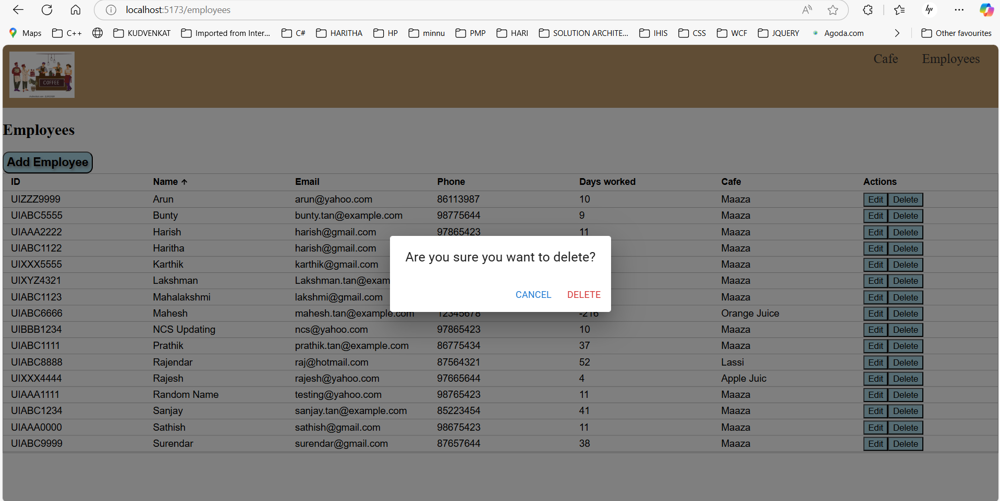 localhost:5173/employees
Maps C++ KUDVENKAT Imported from Inter... C# HARITHA HP minnu PMP HARI SOLUTION ARCHITE... IHIS CSS WCF JQUERY Agoda.com Other favourites
COFFEE
Cafe Employees
Employees
Add Employee
ID Name ↑ Email Phone Days worked Cafe Actions
UIZZZ9999 Arun arun@yahoo.com 86113987 10 Maaza Edit Delete
UIABC5555 Bunty bunty.tan@example.com 98775644 9 Maaza Edit Delete
UIAAA2222 Harish harish@gmail.com 97865423 11 Maaza Edit Delete
UIABC1122 Haritha harish@gmail.com Maaza Edit Delete
UIXXX5555 Karthik karthik@gmail.com Maaza Edit Delete
UIXYZ4321 Lakshman Lakshman.tan@exam Maaza Edit Delete
UIABC1123 Mahalakshmi lakshmi@gmail.com Maaza Edit Delete
UIABC6666 Mahesh mahesh.tan@example.com 12345678 -216 Orange Juice Edit Delete
UIBBB1234 NCS Updating ncs@yahoo.com 97865423 10 Maaza Edit Delete
UIABC1111 Prathik prathik.tan@example.com 86775434 37 Maaza Edit Delete
UIABC8888 Rajendar raj@hotmail.com 87564321 52 Lassi Edit Delete
UIXXX4444 Rajesh rajesh@yahoo.com 97665644 4 Apple Juic Edit Delete
UIAAA1111 Random Name testing@yahoo.com 98765423 11 Maaza Edit Delete
UIABC1234 Sanjay sanjay.tan@example.com 85223454 41 Maaza Edit Delete
UIAAA0000 Sathish sathish@gmail.com 98675423 11 Maaza Edit Delete
UIABC9999 Surendar surendar@gmail.com 87657644 38 Maaza Edit Delete
Are you sure you want to delete?
CANCEL DELETE